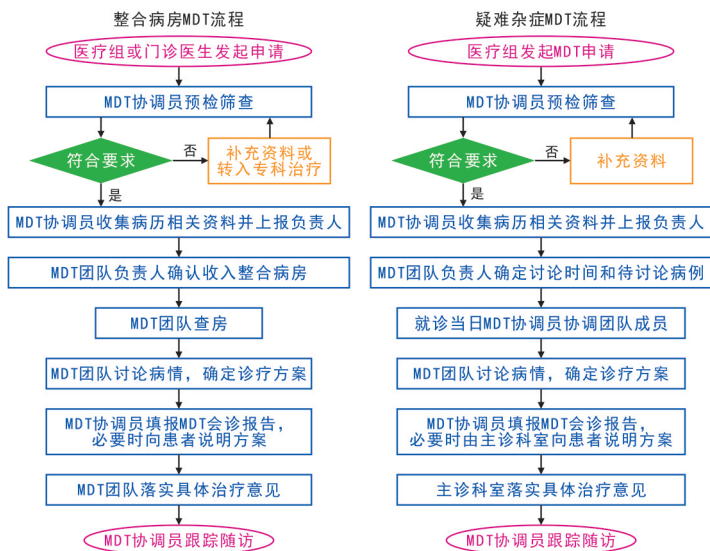 整合病房MDT流程
医疗组或门诊医生发起申请
MDT协调员预检筛查
符合要求
否
补充资料或
转入专科治疗
是
MDT协调员收集病历相关资料并上报负责人
MDT团队负责人确认收入整合病房
MDT团队查房
MDT团队讨论病情，确定诊疗方案
MDT协调员填报MDT会诊报告，
必要时向患者说明方案
MDT团队落实具体治疗意见
MDT协调员跟踪随访
疑难杂症MDT流程
医疗组发起MDT申请
MDT协调员预检筛查
符合要求
否
补充资料
是
MDT协调员收集病历相关资料并上报负责人
MDT团队负责人确定讨论时间和待讨论病例
就诊当日MDT协调员协调团队成员
MDT团队讨论病情，确定诊疗方案
MDT协调员填报MDT会诊报告，
必要时由主诊科室向患者说明方案
主诊科室落实具体治疗意见
MDT协调员跟踪随访